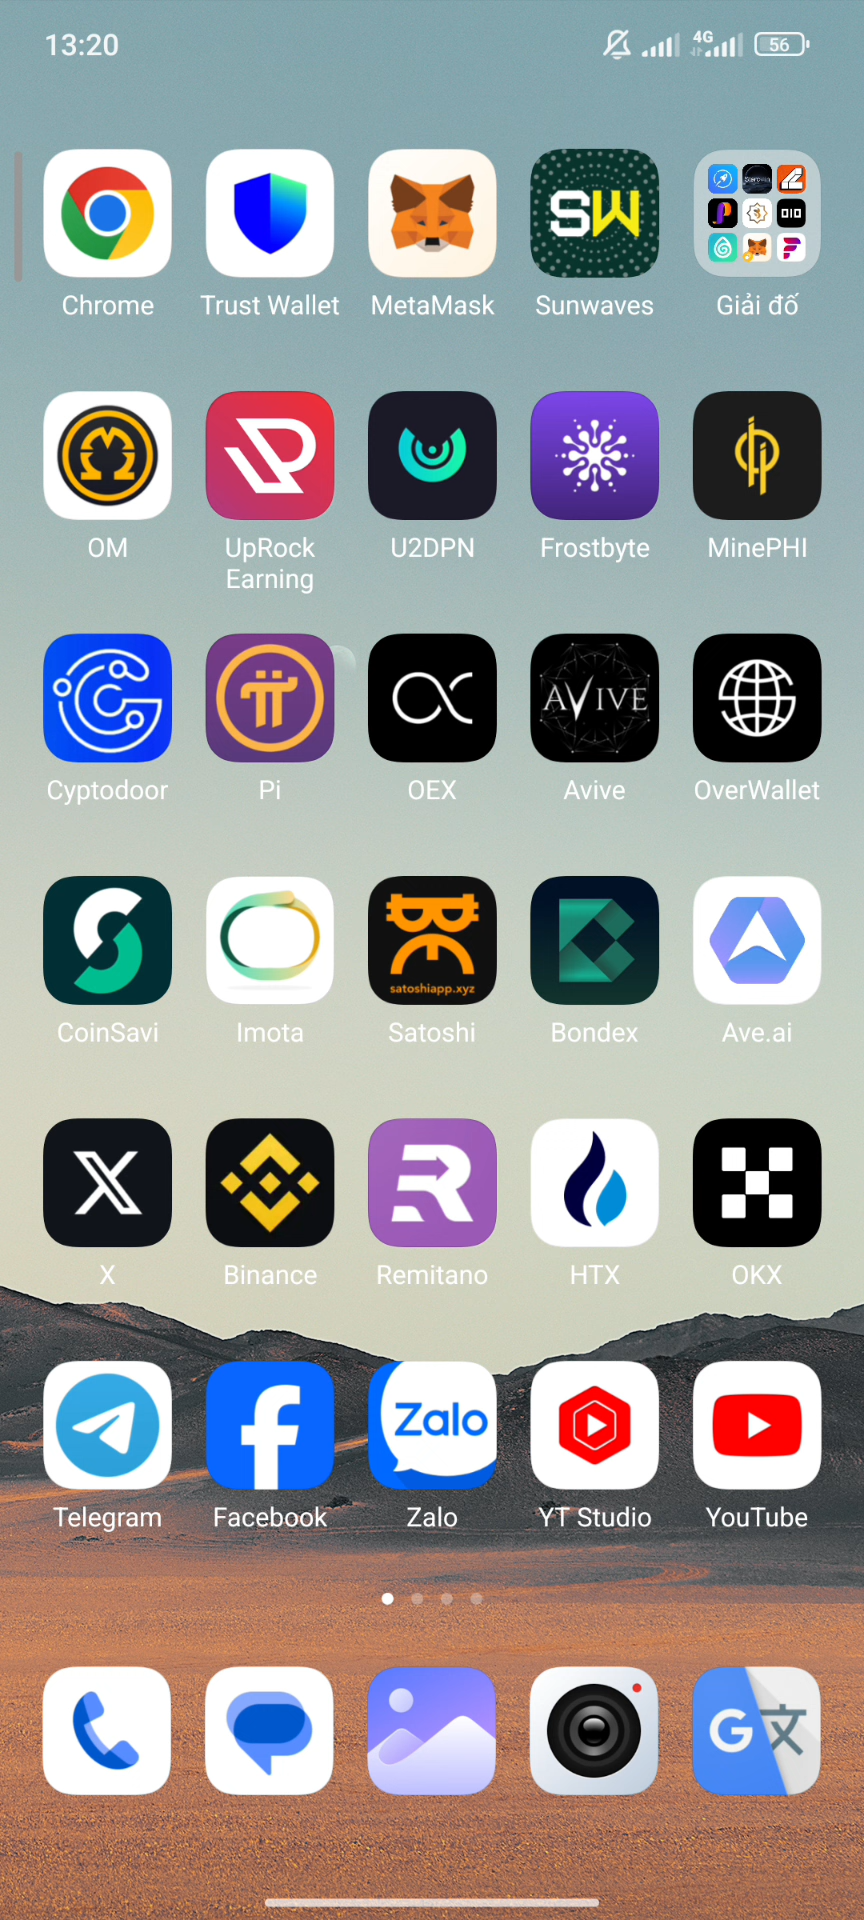 13:20
4G
56
SW
Chrome
Trust Wallet
MetaMask
Sunwaves
Giải đố
OM
UpRock
Earning
U2DPN
Frostbyte
MinePHI
AVIVE
Cyptodoor
Pi
OEX
Avive
OverWallet
satoshiapp.xyz
CoinSavi
Imota
Satoshi
Bondex
Ave.ai
X
Binance
Remitano
HTX
OKX
Zalo
Telegram
Facebook
Zalo
YT Studio
YouTube
G 文